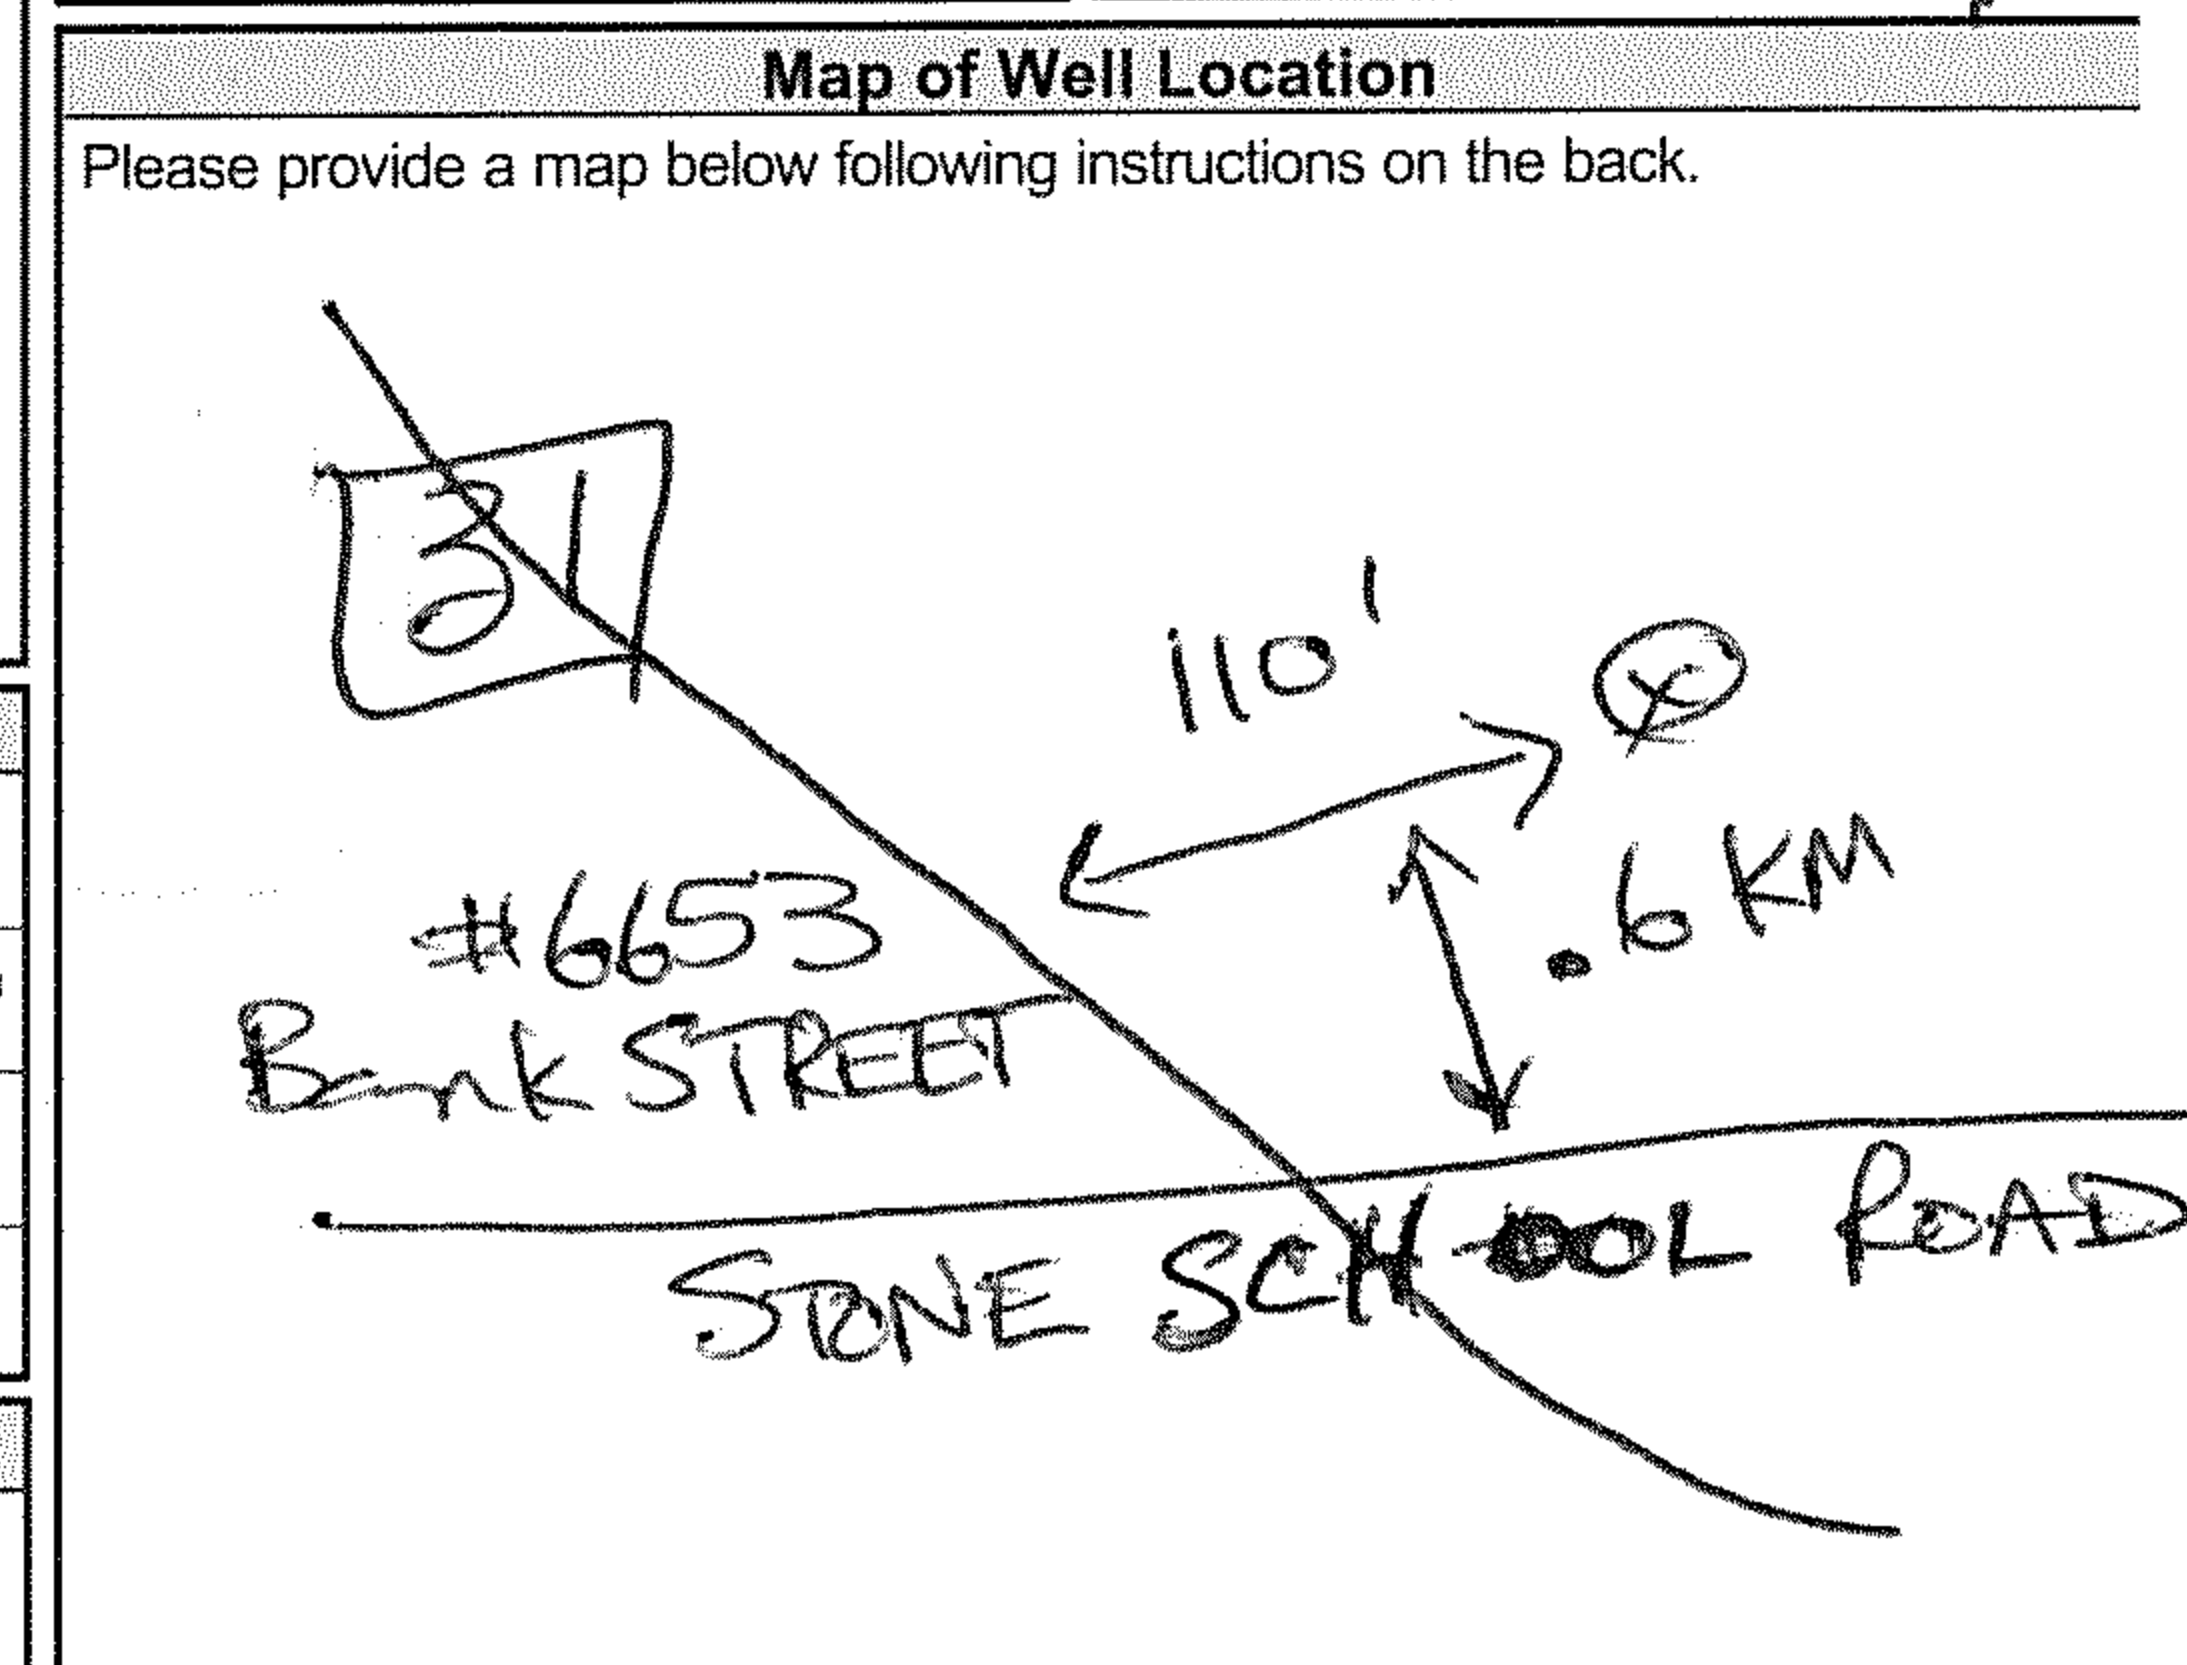 Map of Well Location
Please provide a map below following instructions on the back.
31
110'
.6 KM
#6653
Bank STREET
STONE SCHOOL ROAD